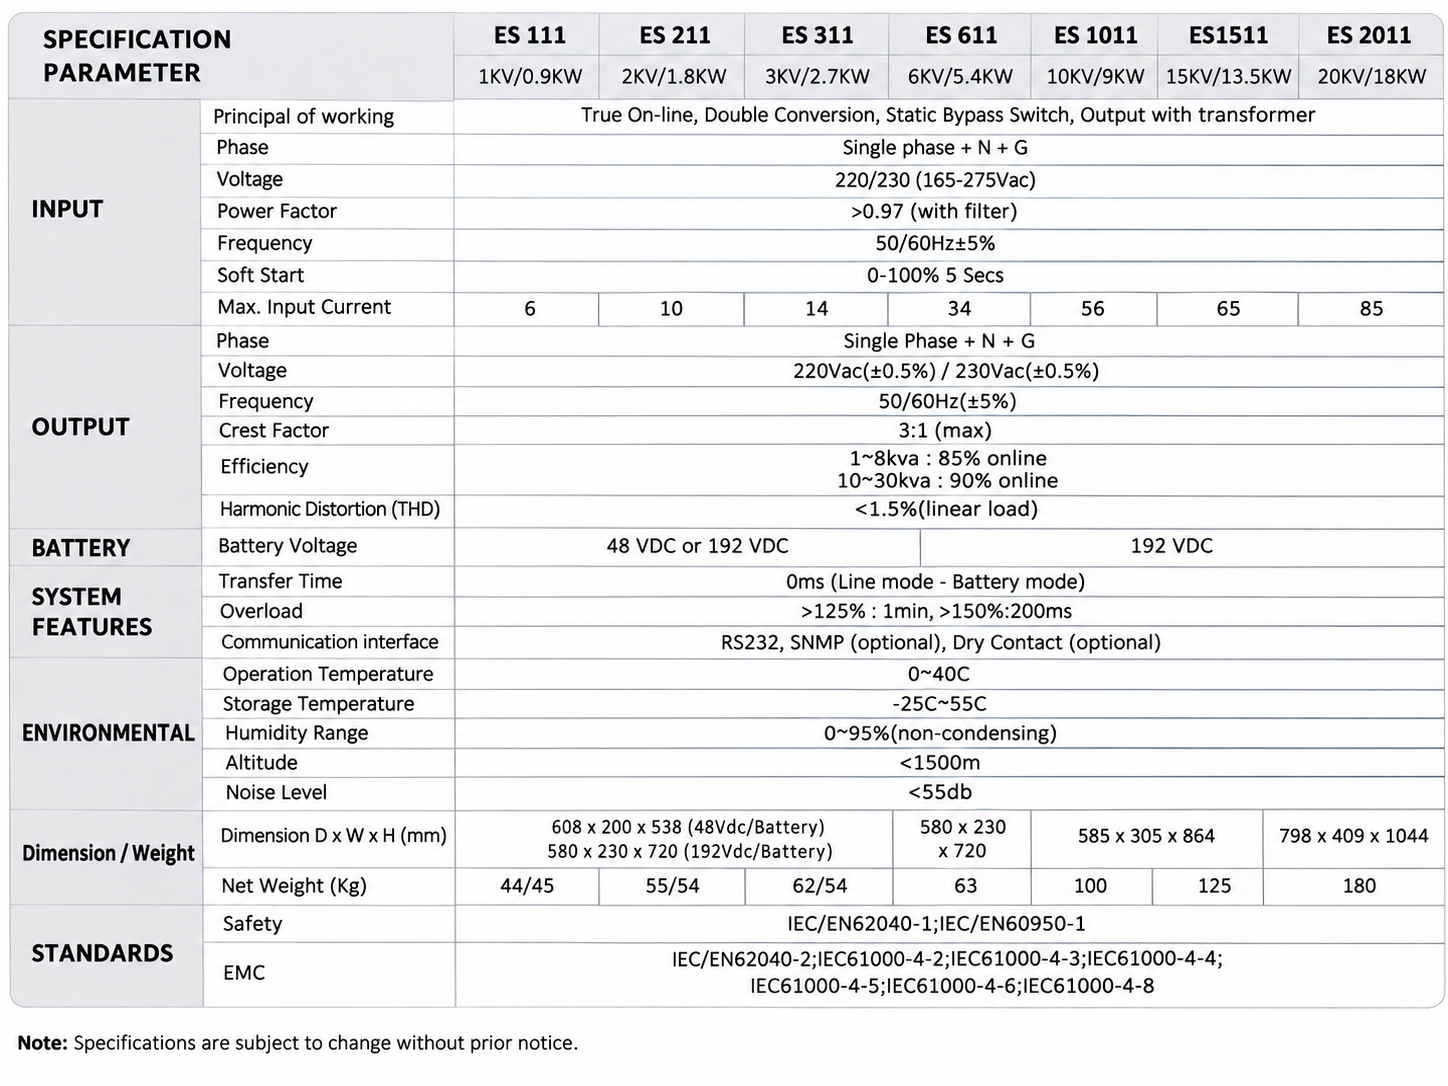 SPECIFICATION
PARAMETER
ES 111
ES 211
ES 311
ES 611
ES 1011
ES1511
ES 2011
1KV/0.9KW
2KV/1.8KW
3KV/2.7KW
6KV/5.4KW
10KV/9KW
15KV/13.5KW
20KV/18KW
INPUT
Principal of working
True On-line, Double Conversion, Static Bypass Switch, Output with transformer
Phase
Single phase + N + G
Voltage
220/230 (165-275Vac)
Power Factor
>0.97 (with filter)
Frequency
50/60Hz±5%
Soft Start
0-100% 5 Secs
Max. Input Current
6
10
14
34
56
65
85
OUTPUT
Phase
Single Phase + N + G
Voltage
220Vac(±0.5%) / 230Vac(±0.5%)
Frequency
50/60Hz(±5%)
Crest Factor
3:1 (max)
Efficiency
1~8kva : 85% online
10~30kva : 90% online
Harmonic Distortion (THD)
<1.5%(linear load)
BATTERY
Battery Voltage
48 VDC or 192 VDC
192 VDC
SYSTEM
FEATURES
Transfer Time
0ms (Line mode - Battery mode)
Overload
>125% : 1min, >150%:200ms
Communication interface
RS232, SNMP (optional), Dry Contact (optional)
ENVIRONMENTAL
Operation Temperature
0~40C
Storage Temperature
-25C~55C
Humidity Range
0~95%(non-condensing)
Altitude
<1500m
Noise Level
<55db
Dimension / Weight
Dimension D x W x H (mm)
608 x 200 x 538 (48Vdc/Battery)
580 x 230 x 720 (192Vdc/Battery)
580 x 230
x 720
585 x 305 x 864
798 x 409 x 1044
Net Weight (Kg)
44/45
55/54
62/54
63
100
125
180
STANDARDS
Safety
IEC/EN62040-1;IEC/EN60950-1
EMC
IEC/EN62040-2;IEC61000-4-2;IEC61000-4-3;IEC61000-4-4;
IEC61000-4-5;IEC61000-4-6;IEC61000-4-8
Note: Specifications are subject to change without prior notice.